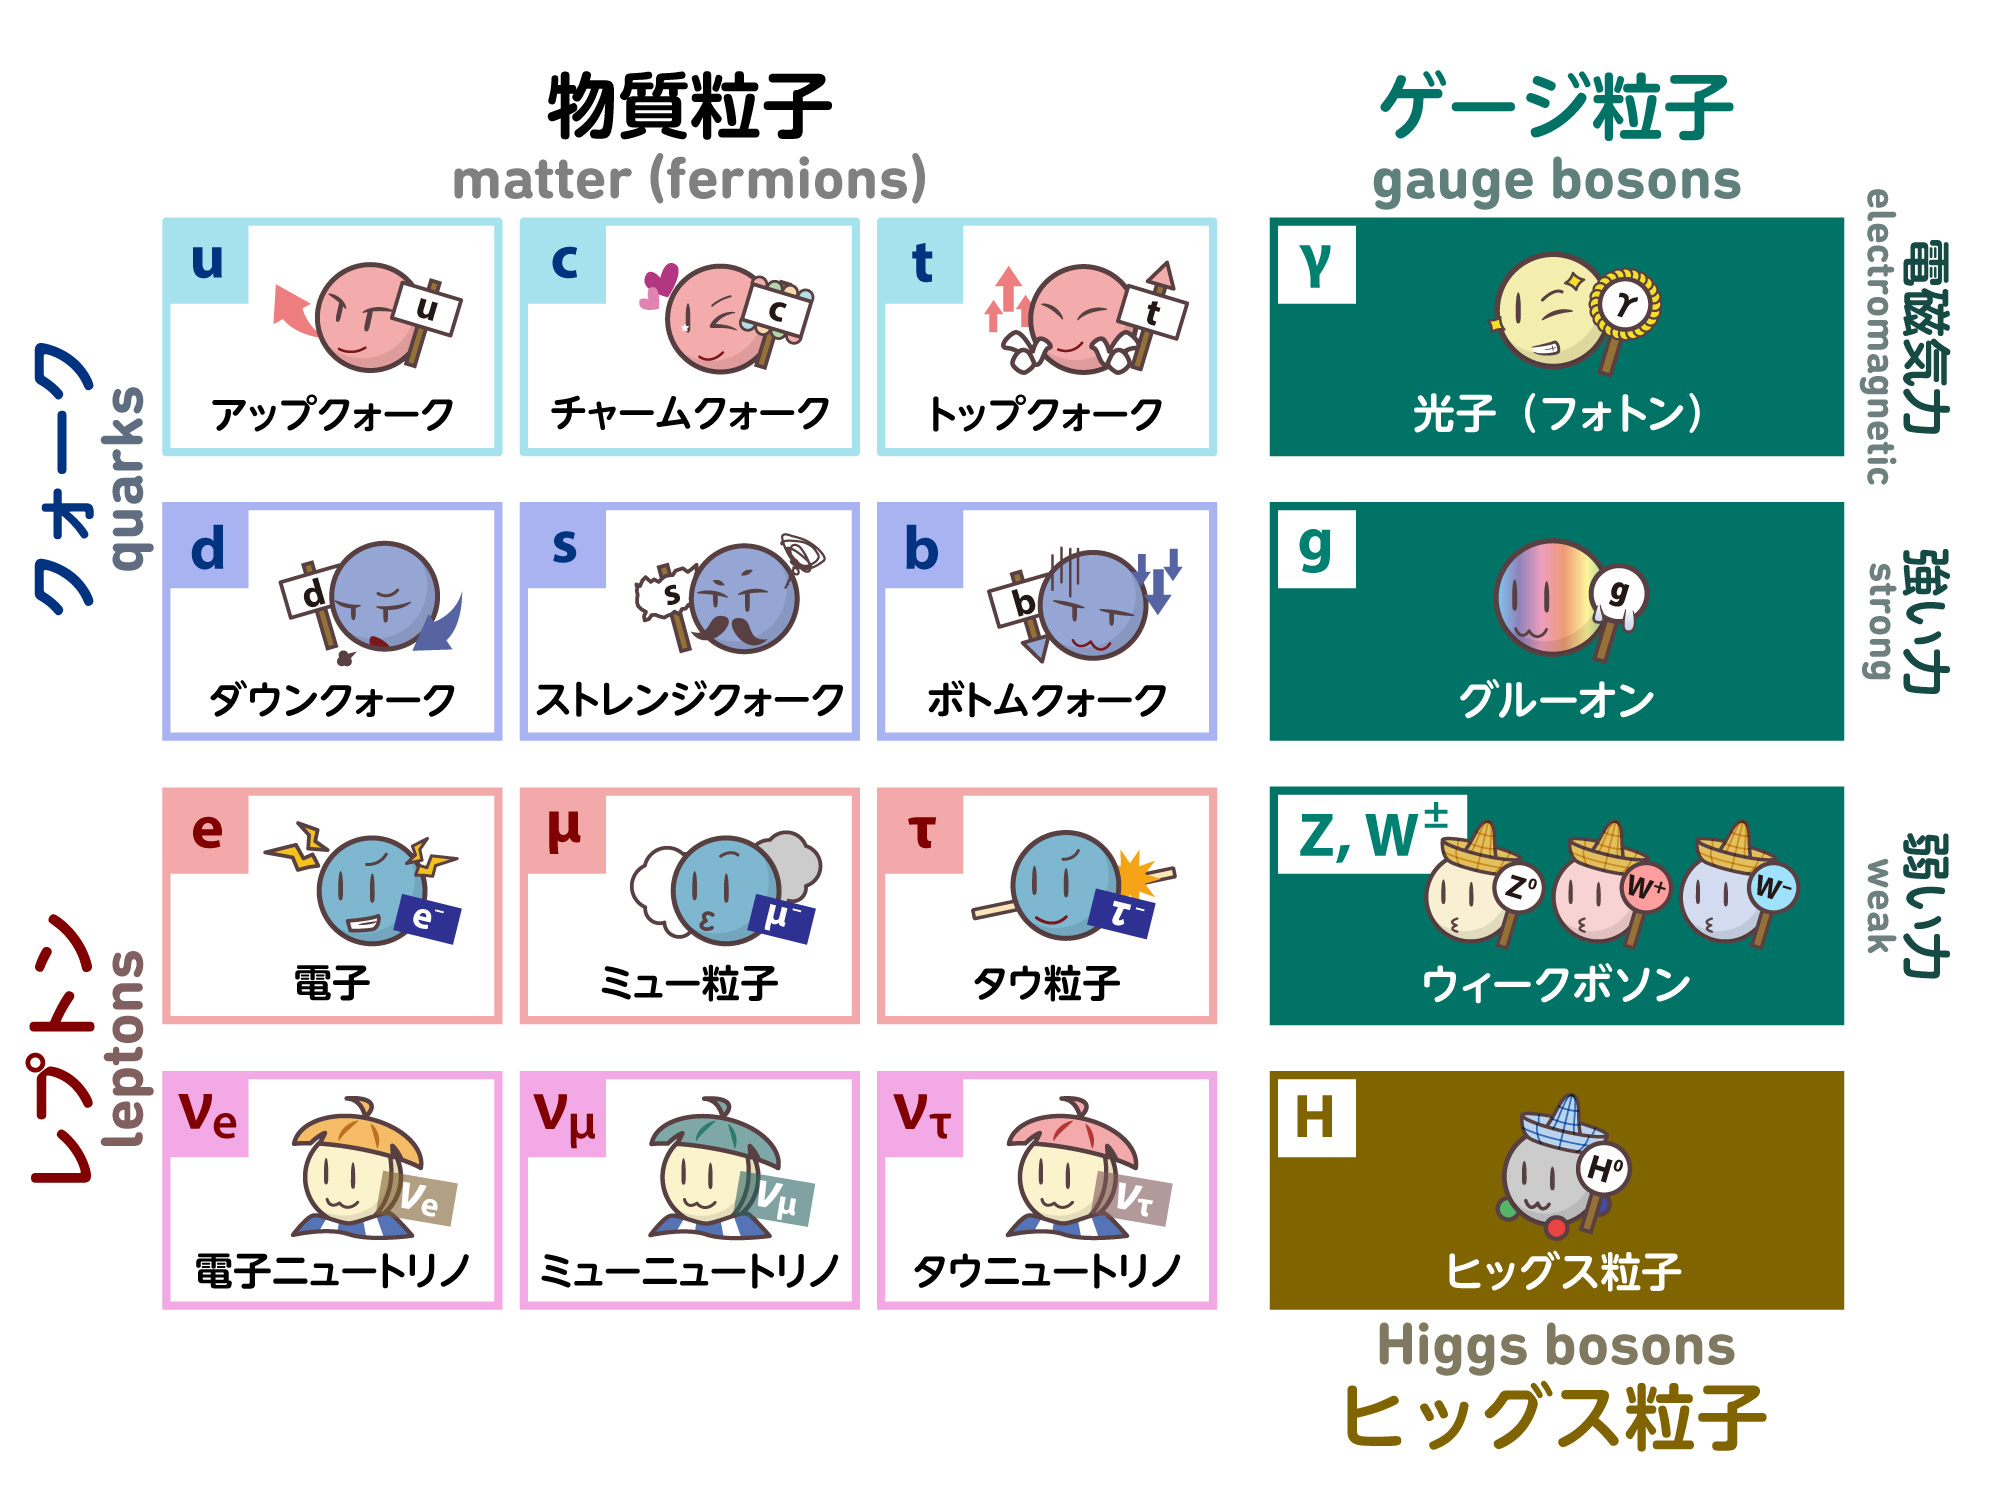 物質粒子
matter (fermions)
ゲージ粒子
gauge bosons
クォーク
quarks
u
u
アップクォーク
c
c
チャームクォーク
t
t
トップクォーク
γ
γ
光子（フォトン）
電磁気力
electromagnetic
d
d
ダウンクォーク
s
s
ストレンジクォーク
b
b
ボトムクォーク
g
g
グルーオン
強い力
strong
レプトン
leptons
e
e⁻
電子
μ
μ⁻
ミュー粒子
τ
τ⁻
タウ粒子
Z, W±
Z⁰
W⁺
W⁻
ウィークボソン
弱い力
weak
νe
νe
電子ニュートリノ
νμ
νμ
ミューニュートリノ
ντ
ντ
タウニュートリノ
H
H⁰
ヒッグス粒子
Higgs bosons
ヒッグス粒子